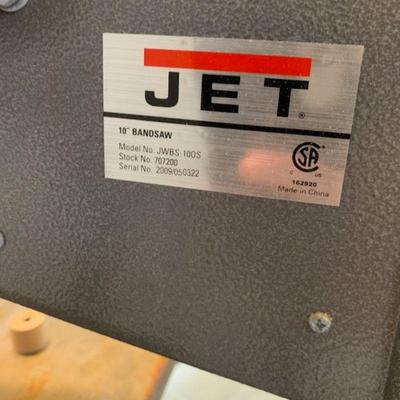 JET®
10" BANDSAW
Model No. JWBS-10OS
Stock No. 707200
Serial No. 2009/050322
CSA
C US
162920
Made in China